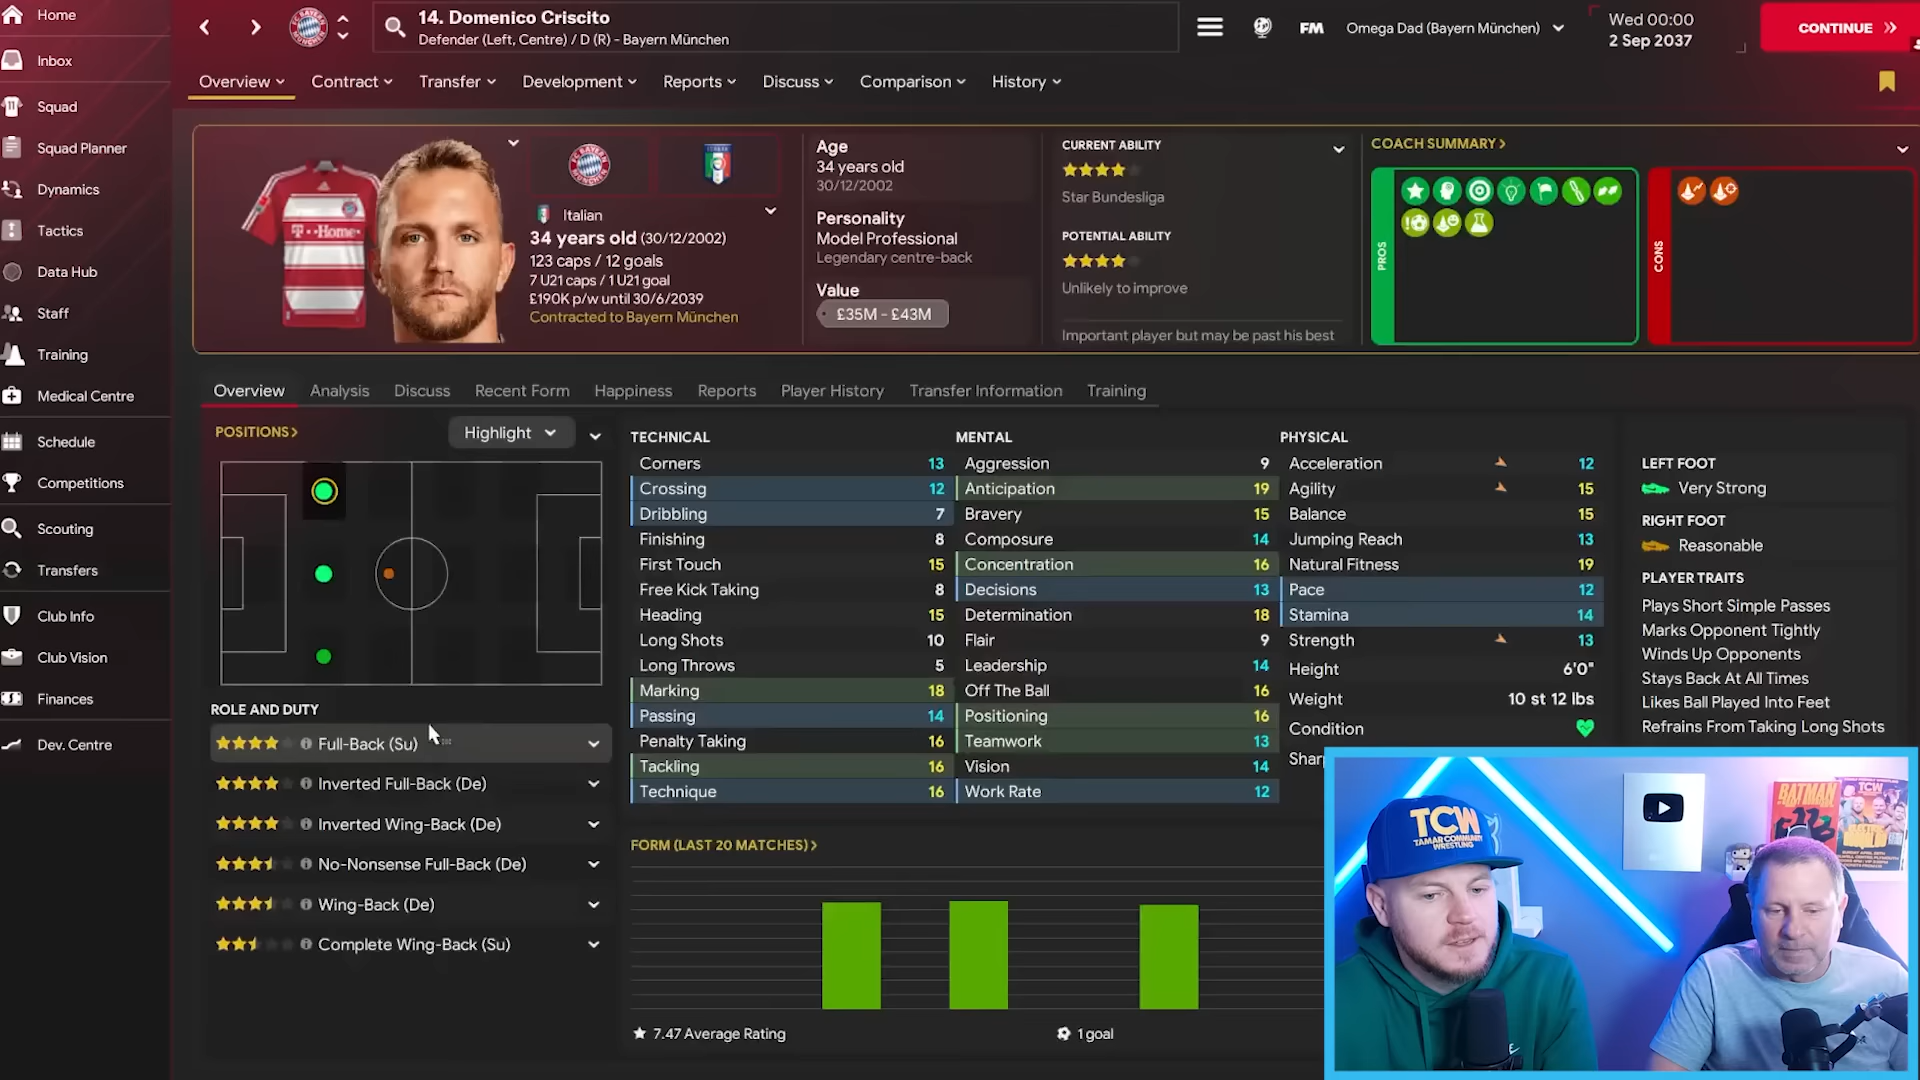 Home
Inbox
Squad
Squad Planner
Dynamics
Tactics
Data Hub
Staff
Training
Medical Centre
Schedule
Competitions
Scouting
Transfers
Club Info
Club Vision
Finances
Dev. Centre
14. Domenico Criscito
Defender (Left, Centre) / D (R) - Bayern München
FM
Omega Dad (Bayern München)
Wed 00:00
2 Sep 2037
CONTINUE
Overview
Contract
Transfer
Development
Reports
Discuss
Comparison
History
T··Home·
Italian
34 years old (30/12/2002)
123 caps / 12 goals
7 U21 caps / 1 U21 goal
£190K p/w until 30/6/2039
Contracted to Bayern München
Age
34 years old
30/12/2002
Personality
Model Professional
Legendary centre-back
Value
£35M - £43M
CURRENT ABILITY
Star Bundesliga
POTENTIAL ABILITY
Unlikely to improve
Important player but may be past his best
COACH SUMMARY >
PROS
CONS
Overview
Analysis
Discuss
Recent Form
Happiness
Reports
Player History
Transfer Information
Training
POSITIONS >
Highlight
ROLE AND DUTY
Full-Back (Su)
Inverted Full-Back (De)
Inverted Wing-Back (De)
No-Nonsense Full-Back (De)
Wing-Back (De)
Complete Wing-Back (Su)
TECHNICAL
Corners 13
Crossing 12
Dribbling 7
Finishing 8
First Touch 15
Free Kick Taking 8
Heading 15
Long Shots 10
Long Throws 5
Marking 18
Passing 14
Penalty Taking 16
Tackling 16
Technique 16
MENTAL
Aggression 9
Anticipation 19
Bravery 15
Composure 14
Concentration 16
Decisions 13
Determination 18
Flair 9
Leadership 14
Off The Ball 16
Positioning 16
Teamwork 13
Vision 14
Work Rate 12
PHYSICAL
Acceleration 12
Agility 15
Balance 15
Jumping Reach 13
Natural Fitness 19
Pace 12
Stamina 14
Strength 13
Height 6'0"
Weight 10 st 12 lbs
Condition
Sharp
LEFT FOOT
Very Strong
RIGHT FOOT
Reasonable
PLAYER TRAITS
Plays Short Simple Passes
Marks Opponent Tightly
Winds Up Opponents
Stays Back At All Times
Likes Ball Played Into Feet
Refrains From Taking Long Shots
FORM (LAST 20 MATCHES) >
7.47 Average Rating
1 goal
TCW
TAMAR COMMUNITY
WRESTLING
BATMAN
TCW